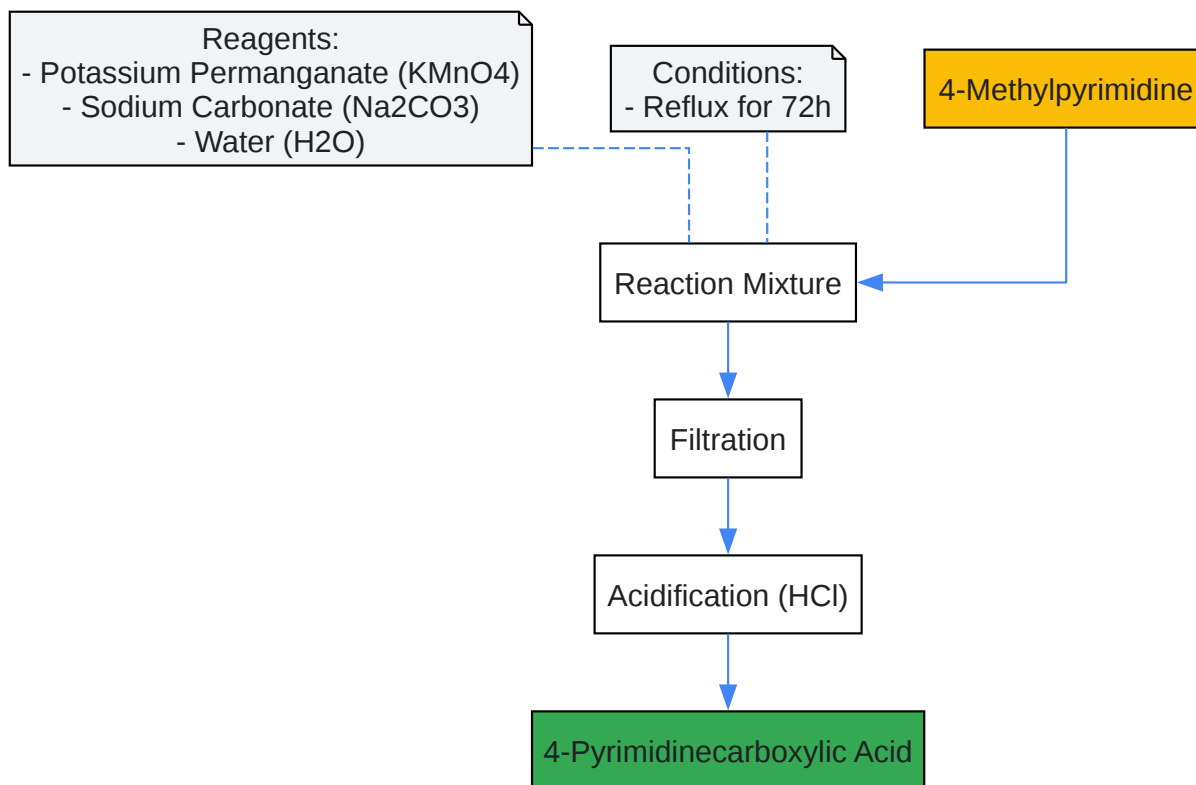 Reagents:
- Potassium Permanganate (KMnO4)
- Sodium Carbonate (Na2CO3)
- Water (H2O)
Conditions:
- Reflux for 72h
4-Methylpyrimidine
Reaction Mixture
Filtration
Acidification (HCl)
4-Pyrimidinecarboxylic Acid